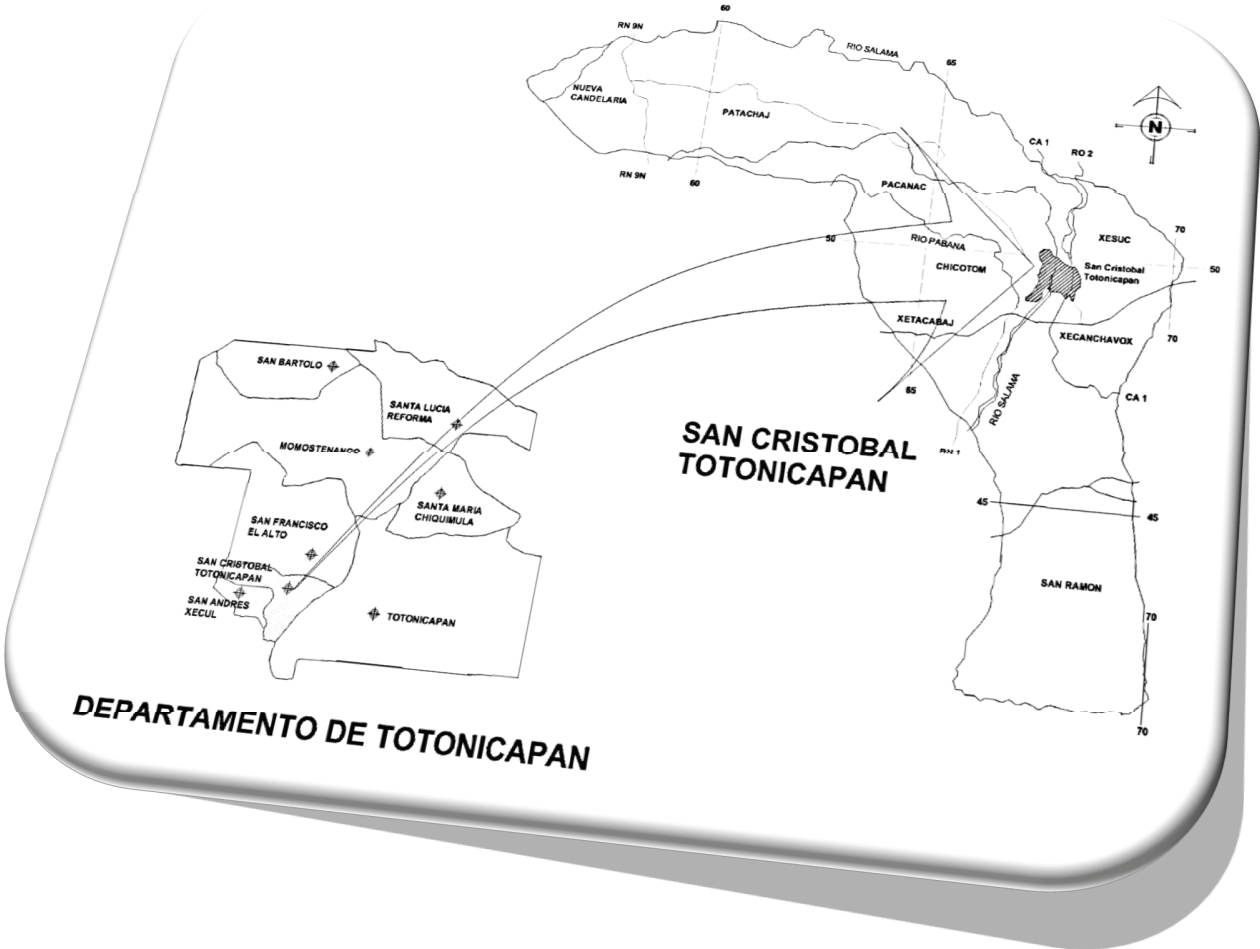 60
RN 9N
RIO SALAMA
65
NUEVA
CANDELARIA
PATACHAJ
N
CA 1
RO 2
RN 9N
60
PACANAC
50
RIO PABANA
CHICOTOM
XESUC
70
San Cristobal
Totonicapan
50
XETACABAJ
XECANCHAVOX
70
65
RIO SALAMA
CA 1
SAN BARTOLO
SANTA LUCIA
REFORMA
MOMOSTENANGO
SANTA MARIA
CHIQUIMULA
SAN FRANCISCO
EL ALTO
SAN CRISTOBAL
TOTONICAPAN
SAN ANDRES
XECUL
TOTONICAPAN
SAN CRISTOBAL
TOTONICAPAN
RN 1
45
45
SAN RAMON
70
70
DEPARTAMENTO DE TOTONICAPAN